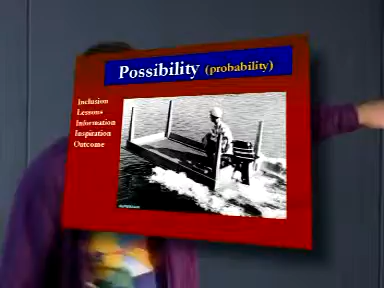 Possibility (probability)
Inclusion
Lessons
Information
Inspiration
Outcome